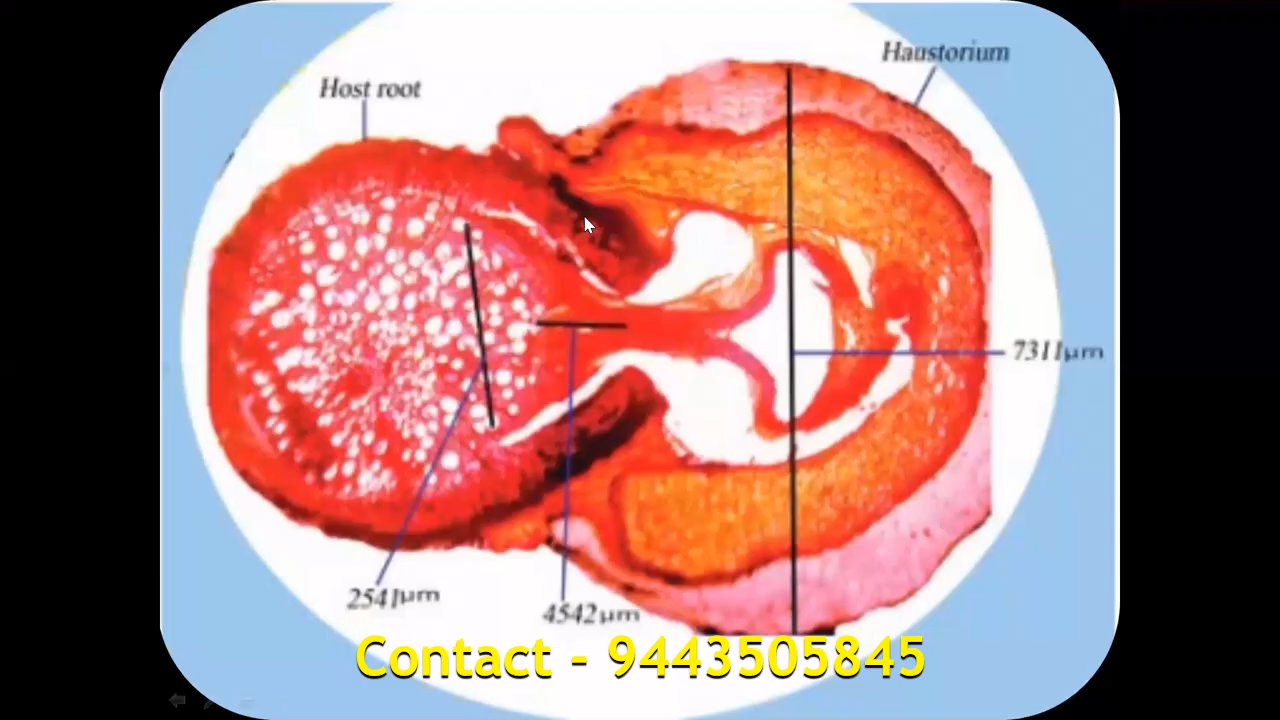 Haustorium
Host root
7311µm
2541µm
4542µm
Contact - 9443505845